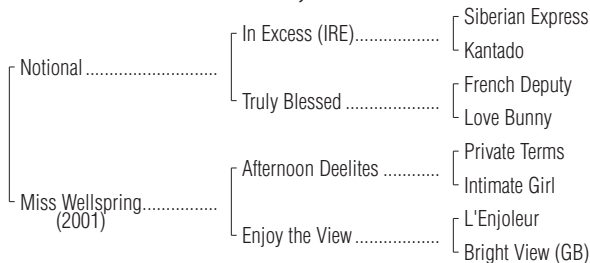 Siberian Express
In Excess (IRE)..................
Kantado
Notional ............................
French Deputy
Truly Blessed ....................
Love Bunny
Private Terms
Afternoon Deelites ............
Intimate Girl
Miss Wellspring................
(2001)
L'Enjoleur
Enjoy the View..................
Bright View (GB)